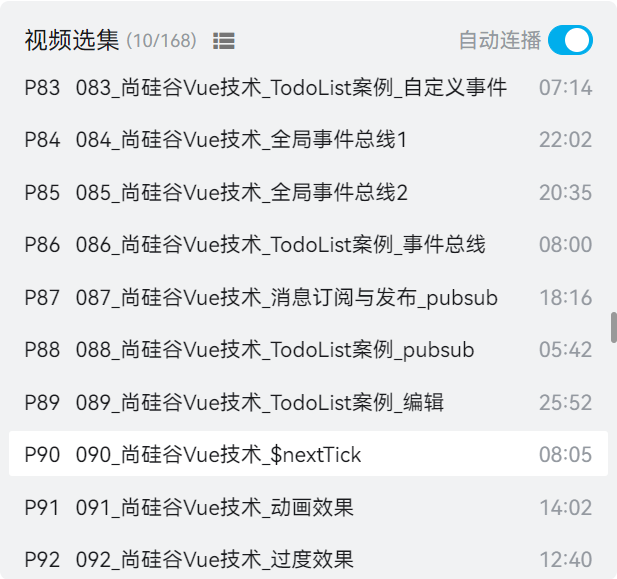 视频选集 (10/168) 自动连播
P83 083_尚硅谷Vue技术_TodoList案例_自定义事件 07:14
P84 084_尚硅谷Vue技术_全局事件总线1 22:02
P85 085_尚硅谷Vue技术_全局事件总线2 20:35
P86 086_尚硅谷Vue技术_TodoList案例_事件总线 08:00
P87 087_尚硅谷Vue技术_消息订阅与发布_pubsub 18:16
P88 088_尚硅谷Vue技术_TodoList案例_pubsub 05:42
P89 089_尚硅谷Vue技术_TodoList案例_编辑 25:52
P90 090_尚硅谷Vue技术_$nextTick 08:05
P91 091_尚硅谷Vue技术_动画效果 14:02
P92 092_尚硅谷Vue技术_过度效果 12:40